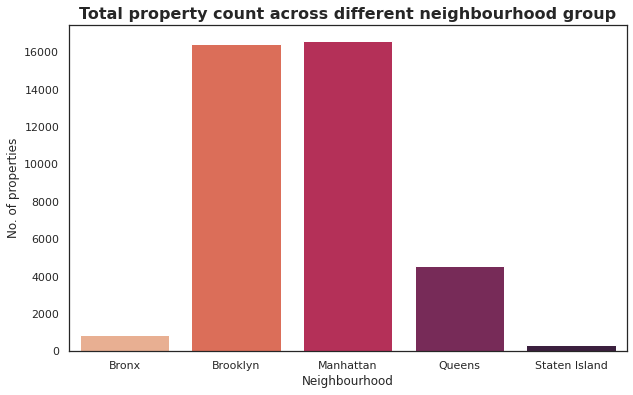 Total property count across different neighbourhood group
No. of properties
16000
14000
12000
10000
8000
6000
4000
2000
0
Bronx
Brooklyn
Manhattan
Queens
Staten Island
Neighbourhood